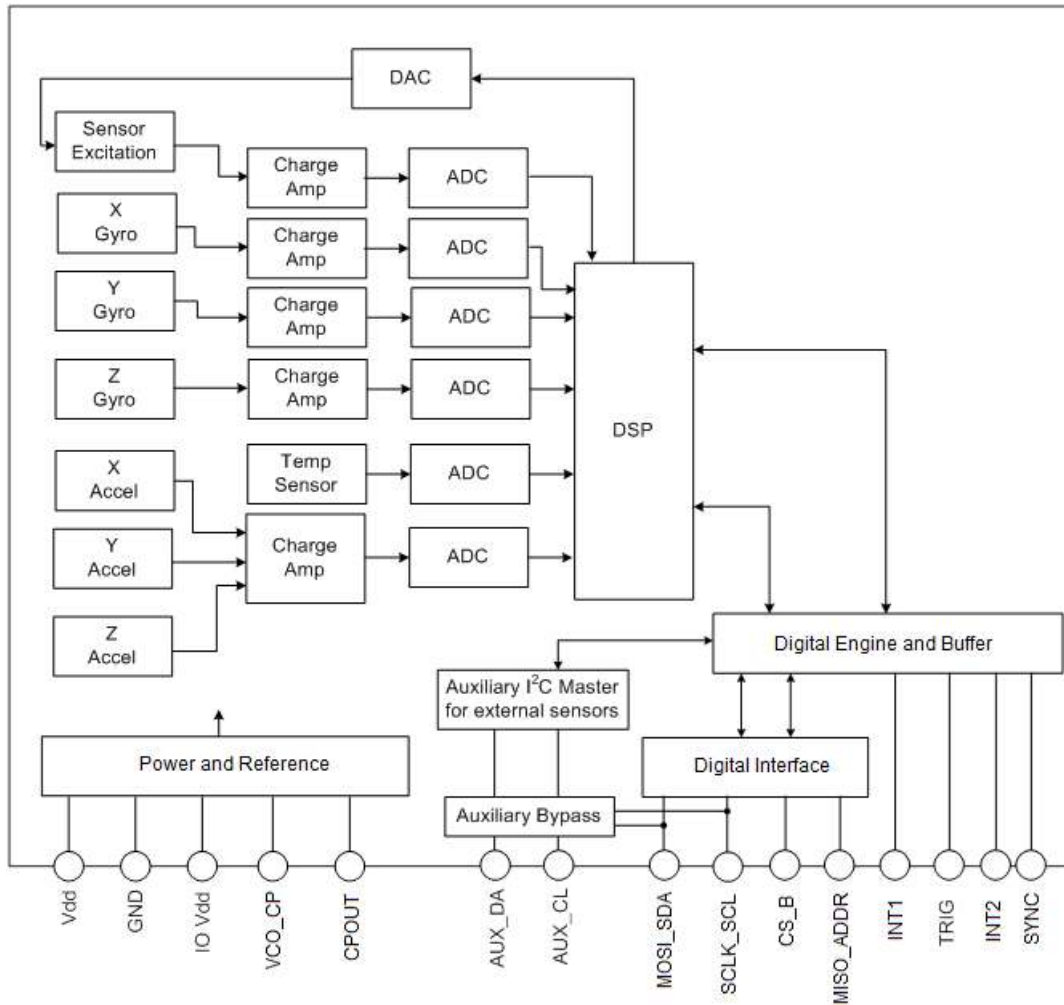 DAC
Sensor
Excitation
Charge
Amp
ADC
X
Gyro
Charge
Amp
ADC
Y
Gyro
Charge
Amp
ADC
Z
Gyro
Charge
Amp
ADC
DSP
X
Accel
Temp
Sensor
ADC
Y
Accel
Charge
Amp
ADC
Z
Accel
Digital Engine and Buffer
Auxiliary I²C Master
for external sensors
Power and Reference
Digital Interface
Auxiliary Bypass
Vdd
GND
IO Vdd
VCO_CP
CPOUT
AUX_DA
AUX_CL
MOSI_SDA
SCLK_SCL
CS_B
MISO_ADDR
INT1
TRIG
INT2
SYNC